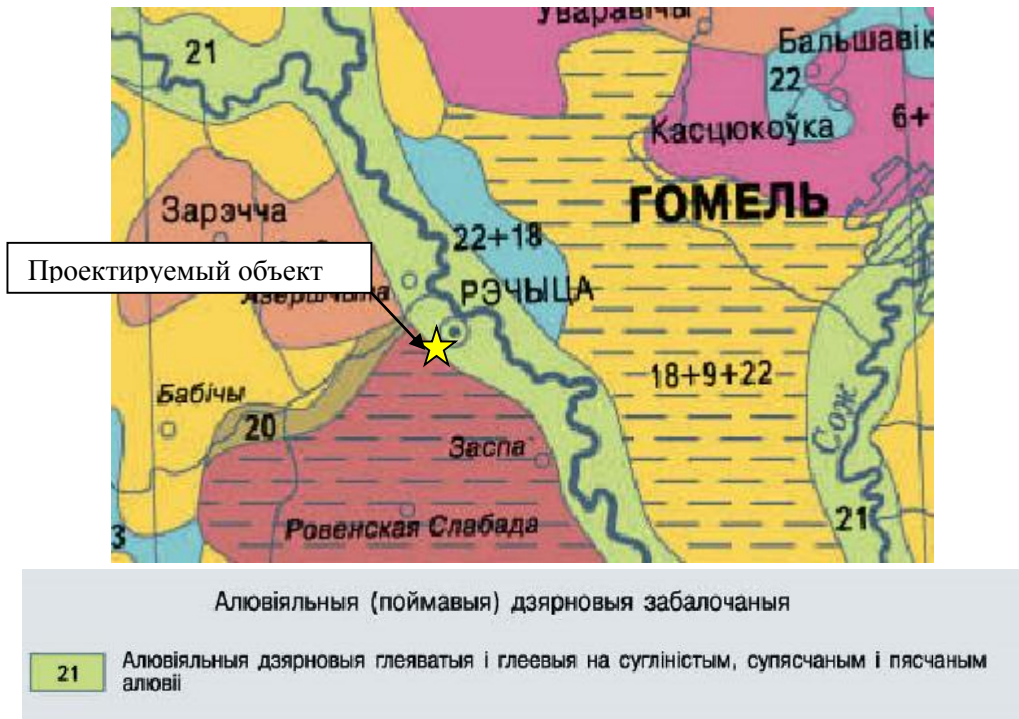 Уваравічы
21
Бальшавік
22
Касцюкоўка
6+
Зарэчча
ГОМЕЛЬ
22+18
Проектируемый объект
РЭЧЫЦА
18+9+22
Бабічы
20
Заспа
Сож
Ровенская Слабада
21
3
Алювіяльныя (поймавыя) дзярновыя забалочаныя
21 Алювіяльныя дзярновыя глеяватыя і глеевыя на сугліністым, супясчаным і пясчаным
алювіі